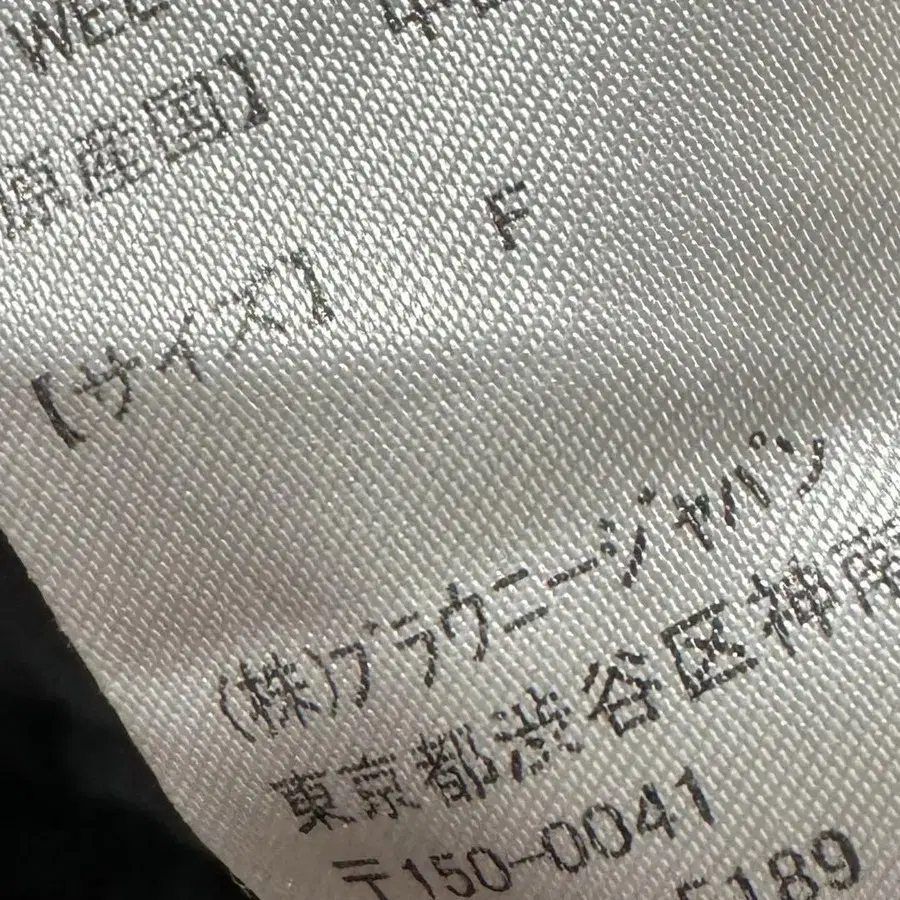 原産国】
【サイズ】 F
(株)ブラウニージャパン
東京都渋谷区神南
〒150-0041
5189